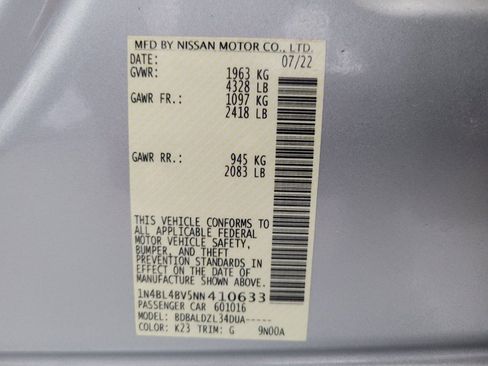 MFD BY NISSAN MOTOR CO., LTD.
DATE: 07/22
GVWR: 1963 KG
4328 LB
GAWR FR.: 1097 KG
2418 LB
GAWR RR.: 945 KG
2083 LB
THIS VEHICLE CONFORMS TO
ALL APPLICABLE FEDERAL
MOTOR VEHICLE SAFETY,
BUMPER, AND THEFT
PREVENTION STANDARDS IN
EFFECT ON THE DATE OF
MANUFACTURE SHOWN ABOVE.
1N4BL4BV5NN410633
PASSENGER CAR 601016
MODEL: BDBALDZL34DUA-----
COLOR: K23 TRIM: G 9N00A